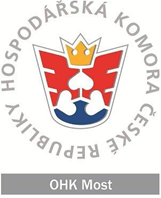 HOSPODÁŘSKÁ KOMORA ČESKÉ REPUBLIKY
OHK Most